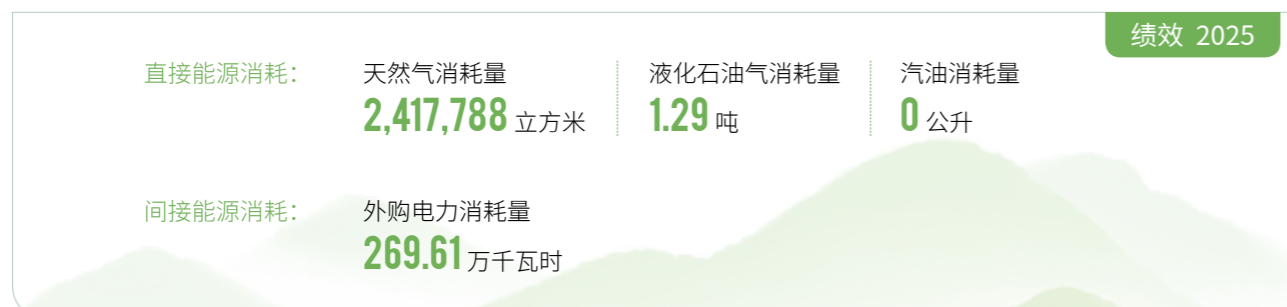 绩效 2025
直接能源消耗：
天然气消耗量
2,417,788 立方米
液化石油气消耗量
1.29 吨
汽油消耗量
0 公升
间接能源消耗：
外购电力消耗量
269.61 万千瓦时